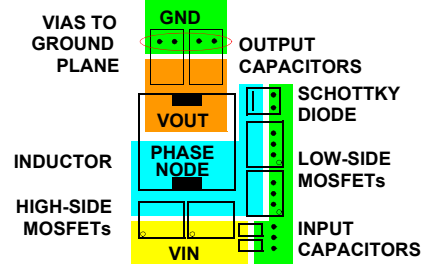 VIAS TO
GROUND
PLANE
GND
OUTPUT
CAPACITORS
SCHOTTKY
DIODE
VOUT
INDUCTOR
PHASE
NODE
LOW-SIDE
MOSFETs
HIGH-SIDE
MOSFETs
VIN
INPUT
CAPACITORS